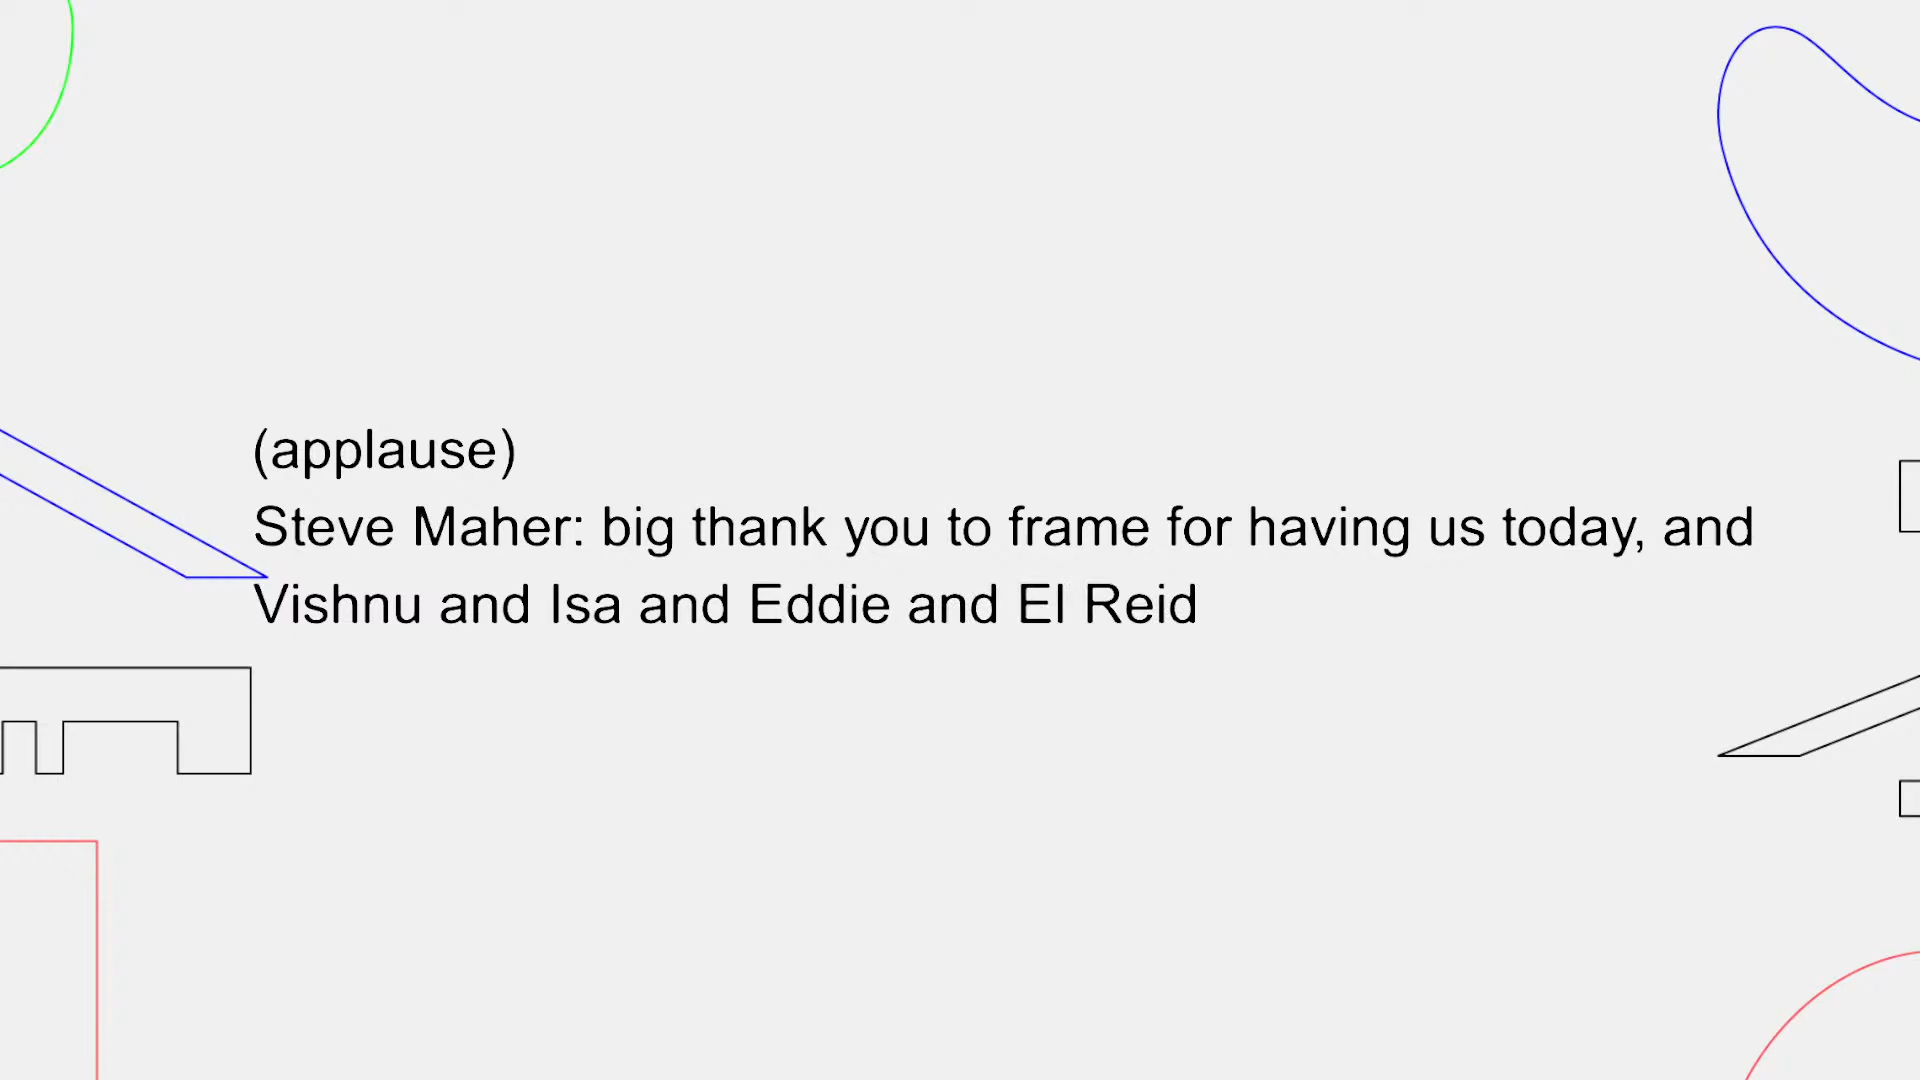 (applause)
Steve Maher: big thank you to frame for having us today, and
Vishnu and Isa and Eddie and El Reid